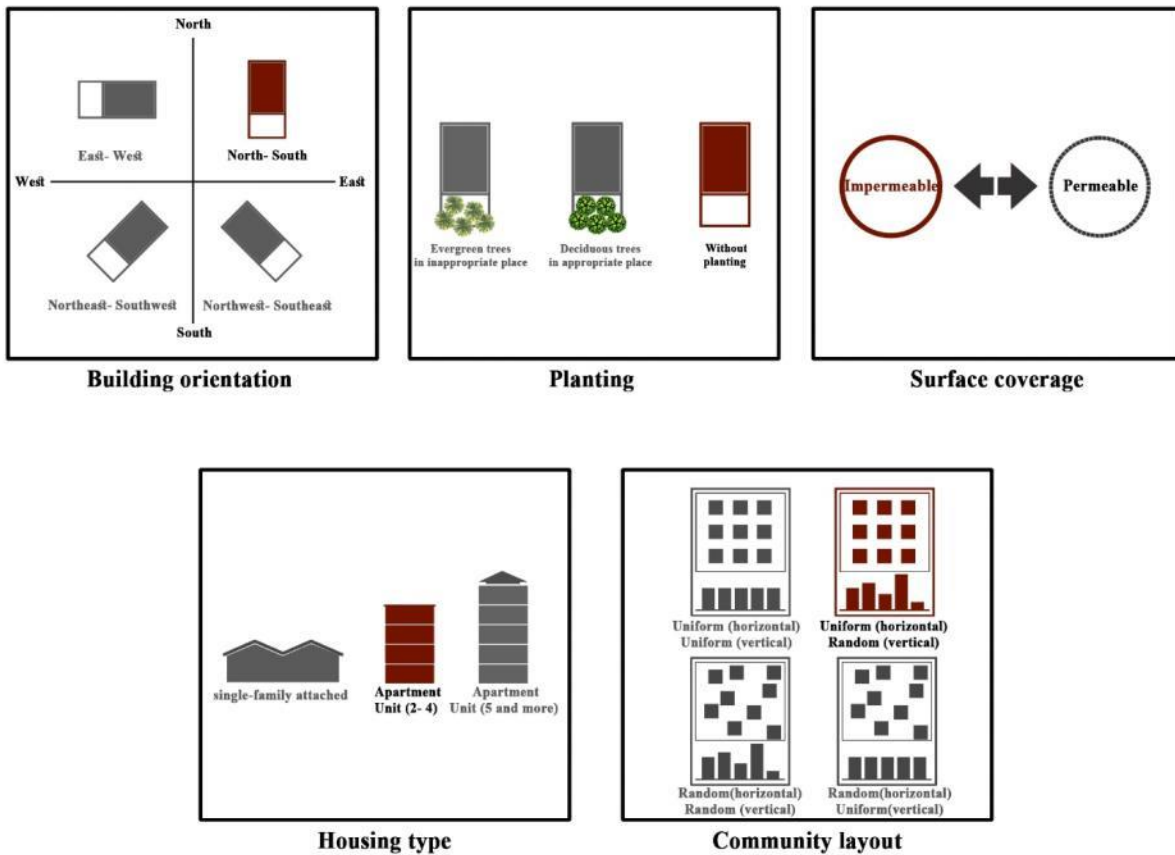 North
East- West
North- South
West
East
Northeast- Southwest
Northwest- Southeast
South
Building orientation
Evergreen trees
in inappropriate place
Deciduous trees
in appropriate place
Without
planting
Planting
Impermeable
Permeable
Surface coverage
single-family attached
Apartment
Unit (2- 4)
Apartment
Unit (5 and more)
Housing type
Uniform (horizontal)
Uniform (vertical)
Uniform (horizontal)
Random (vertical)
Random(horizontal)
Random (vertical)
Random(horizontal)
Uniform(vertical)
Community layout